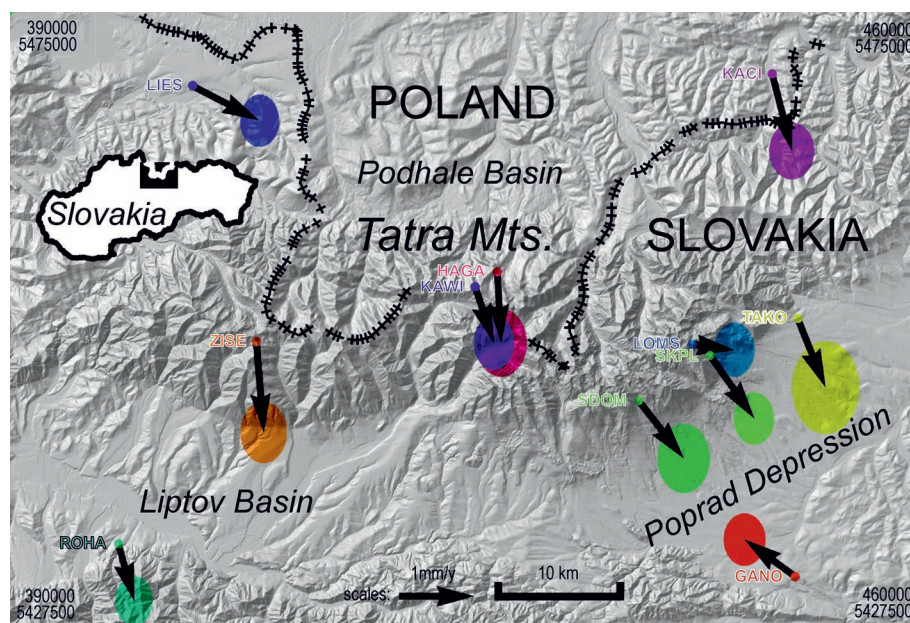 390000
5475000
460000
5475000
LIES
POLAND
KACI
Podhale Basin
Slovakia
Tatra Mts.
SLOVAKIA
HAGA
KAWI
ZISE
TAKO
LOMS
SKPL
SDOM
Liptov Basin
Poprad Depression
ROHA
GANO
1mm/y
10 km
scales:
390000
5427500
460000
5427500